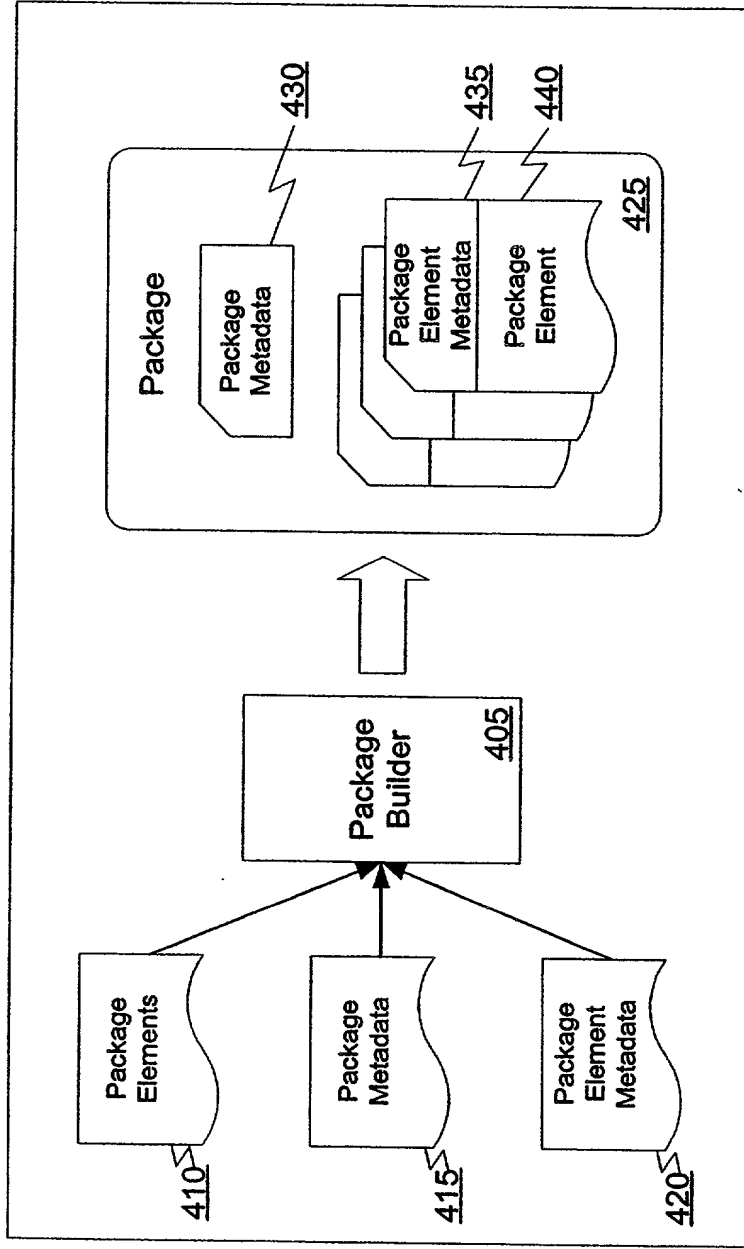 Package
Elements
410
Package
Metadata
415
Package
Element
Metadata
420
Package
Builder
405
Package
Package
Metadata
430
Package
Element
Metadata
435
Package
Element
440
425